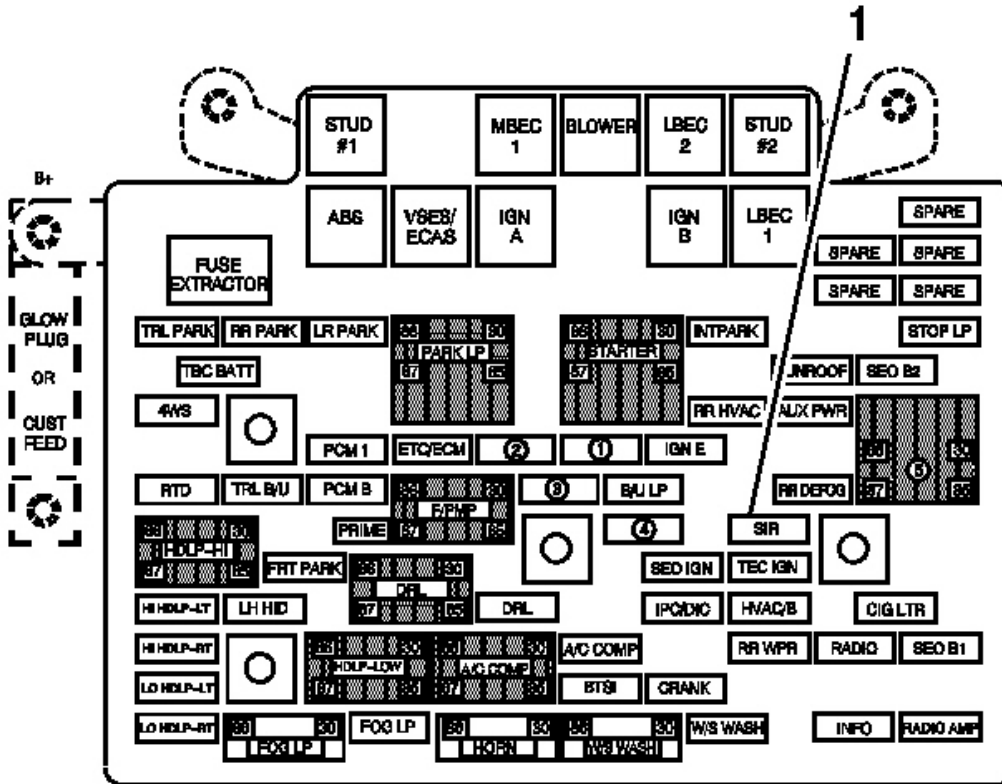 1
STUD #1
MBEC 1
BLOWER
LBEC 2
STUD #2
B+
ABS
VSES/ ECAS
IGN A
IGN B
LBEC 1
SPARE
FUSE EXTRACTOR
SPARE
SPARE
SPARE
SPARE
GLOW PLUG OR CUST FEED
TRL PARK
RR PARK
LR PARK
86 30
PARK LP
87 85
86 30
STARTER
87 85
INTPARK
STOP LP
TBC BATT
UNROOF
SEO B2
4WS
RR HVAC
AUX PWR
PCM 1
ETC/ECM
2
1
IGN E
86 30
5
87 85
RTD
TRL B/U
PCM B
86 30
F/PMP
87 85
3
B/U LP
RR DEFOG
PRIME
4
SIR
86 30
HDLP-HI
87 85
FRT PARK
86 30
DRL
87 85
SEO IGN
TEC IGN
HI HDLP-LT
LH HID
DRL
IPC/DIC
HVAC/B
CIG LTR
HI HDLP-RT
86 30
HDLP-LOW
87 85
86 30
A/C COMP
87 85
A/C COMP
RR WPR
RADIO
SEO B1
LO HDLP-LT
BTSI
CRANK
LO HDLP-RT
86 30
FOG LP
FOG LP
86 30
HORN
86 30
W/S WASH
W/S WASH
INFO
RADIO AMP